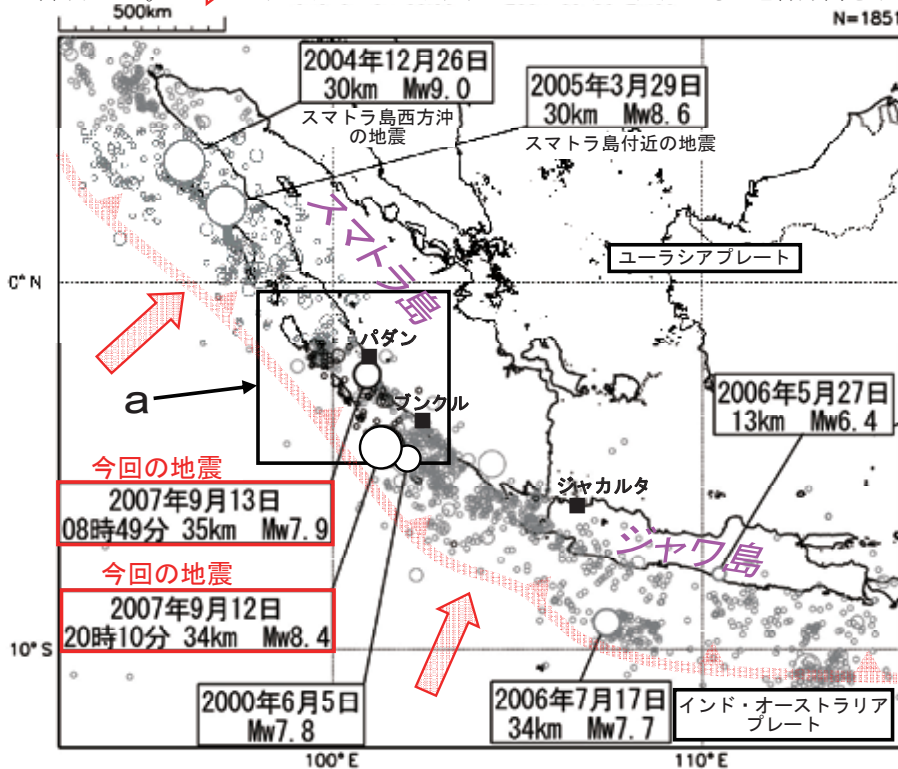 500km
N=1851
2004年12月26日
30km Mw9.0
スマトラ島西方沖
の地震
2005年3月29日
30km Mw8.6
スマトラ島付近の地震
スマトラ島
ユーラシアプレート
0°N
パダン
a
ブンクル
2006年5月27日
13km Mw6.4
今回の地震
2007年9月13日
08時49分 35km Mw7.9
ジャカルタ
ジャワ島
今回の地震
2007年9月12日
20時10分 34km Mw8.4
10°S
2000年6月5日
Mw7.8
2006年7月17日
34km Mw7.7
インド・オーストラリア
プレート
100°E
110°E